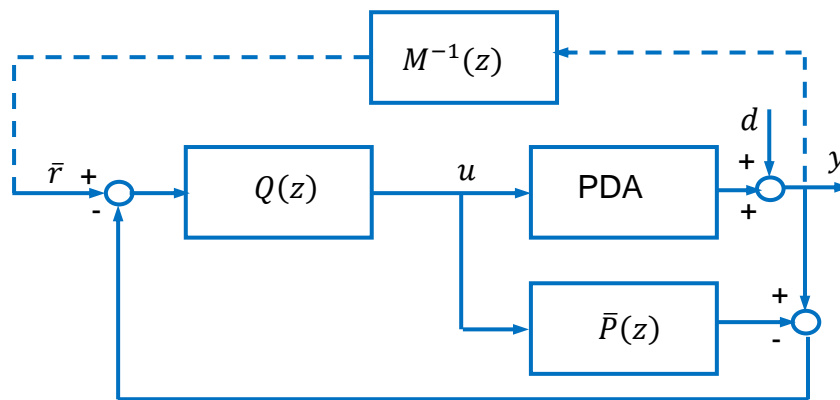 M⁻¹(z)
d
r̄ + - Q(z) u PDA + + y
P̄(z) + -